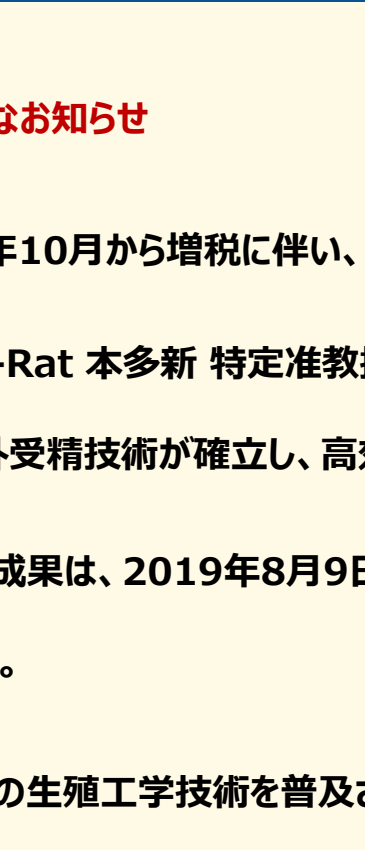 なお知らせ
年10月から増税に伴い、
-Rat 本多新 特定准教授
外受精技術が確立し、高効
成果は、2019年8月9日
。
の生殖工学技術を普及さ